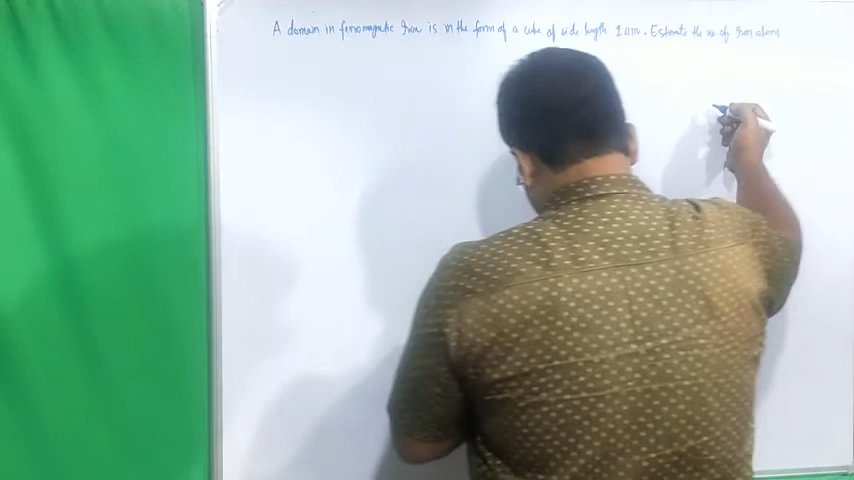 A domain in ferromagnetic Iron is in the form of a cube of side length 1 μm. Estimate the no of Iron atoms